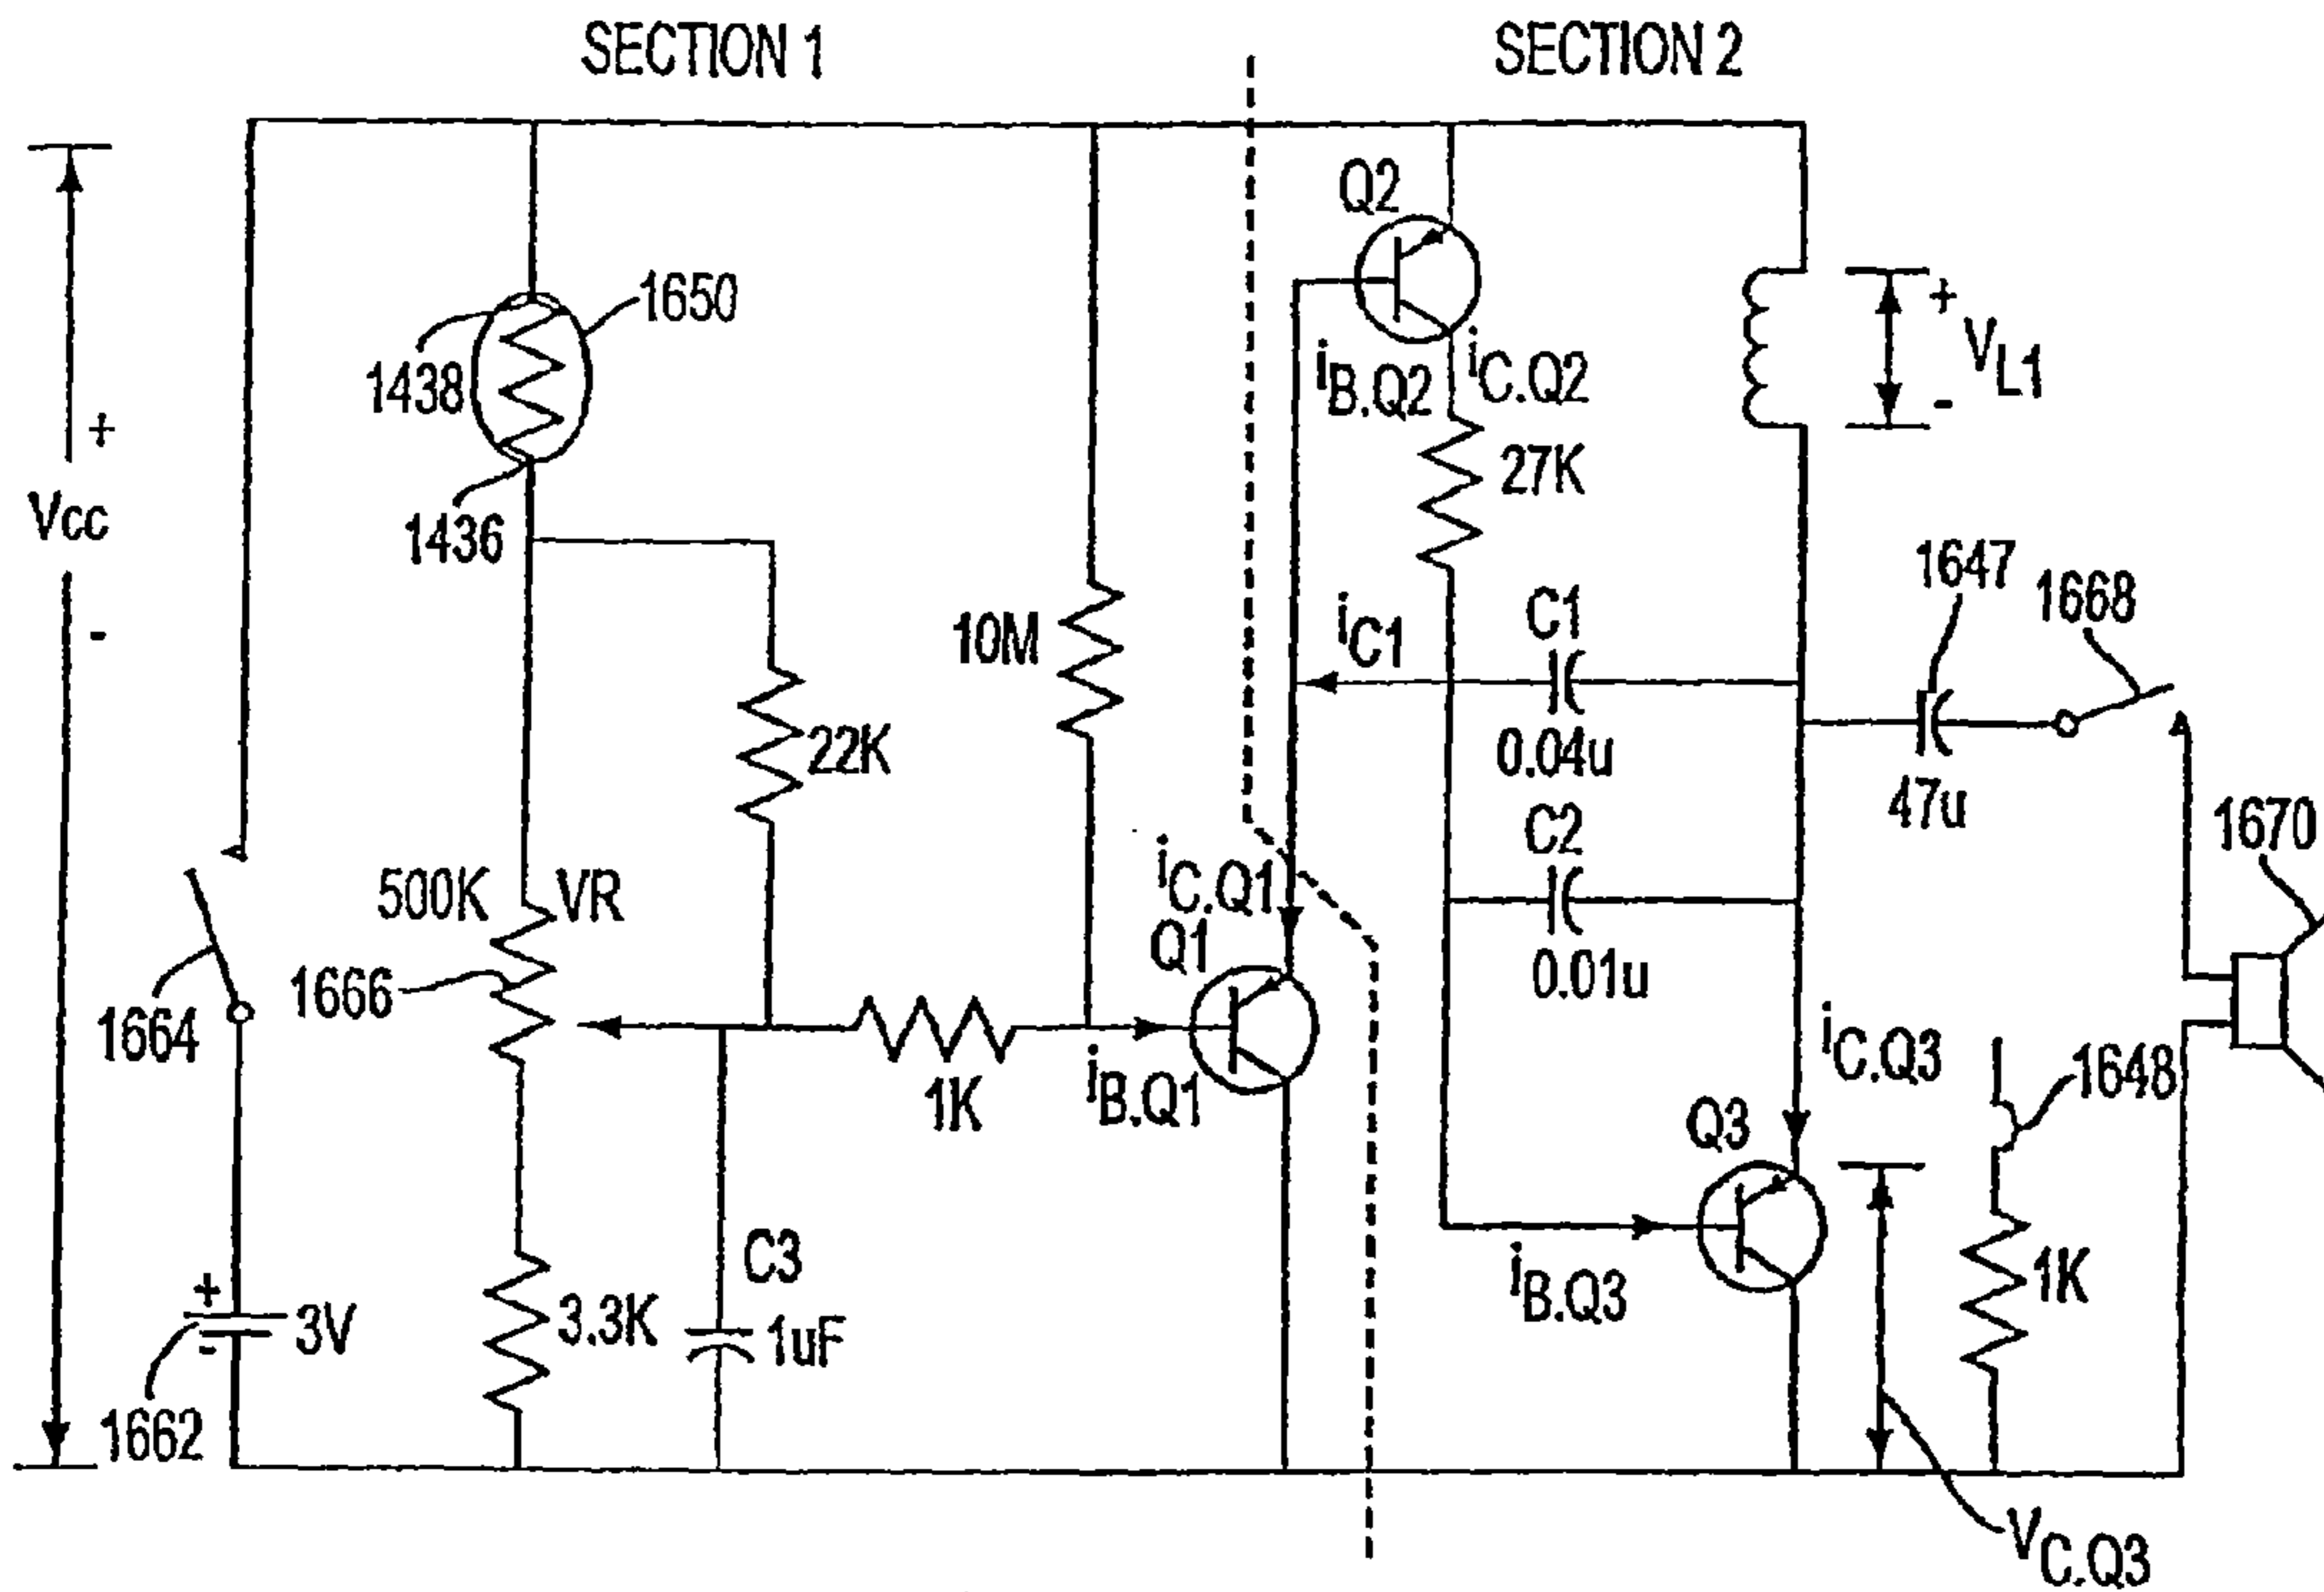 SECTION 1
SECTION 2
Q2
1650
1438
iB.Q2
iC.Q2
+
VL1
-
+
Vcc
-
1436
27K
1647
1668
10M
iC1
C1
0.04u
22K
47u
C2
1670
iC.Q1
500K
VR
Q1
0.01u
1666
1664
iC.Q3
1648
1K
iB.Q1
Q3
C3
+
3V
-
3.3K
1uF
iB.Q3
1K
1662
VC.Q3